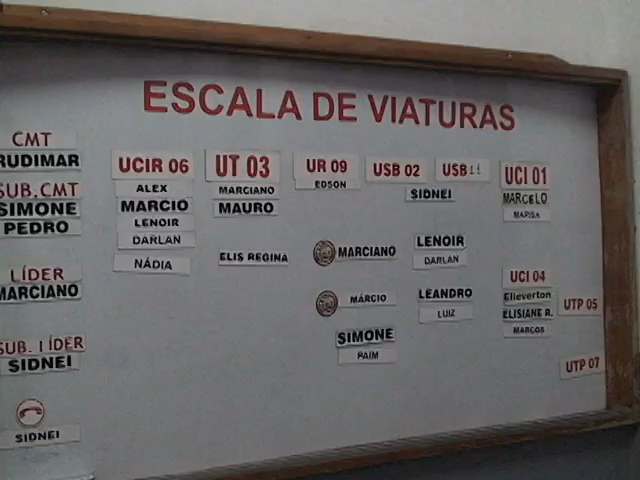 ESCALA DE VIATURAS
CMT
RUDIMAR
SUB.CMT
SIMONE
PEDRO
LÍDER
MARCIANO
SUB. LÍDER
SIDNEI
SIDNEI
UCIR 06
ALEX
MARCIO
LENOIR
DARLAN
NÁDIA
UT 03
MARCIANO
MAURO
ELIS REGINA
UR 09
EDSON
USB 02
USB11
SIDNEI
MARCIANO
MÁRCIO
SIMONE
PAIM
LENOIR
DARLAN
LEANDRO
LUIZ
UCI 01
MARCELO
MARISA
UCI 04
Elieverton
ELISIANE R.
MARCOS
UTP 05
UTP 07